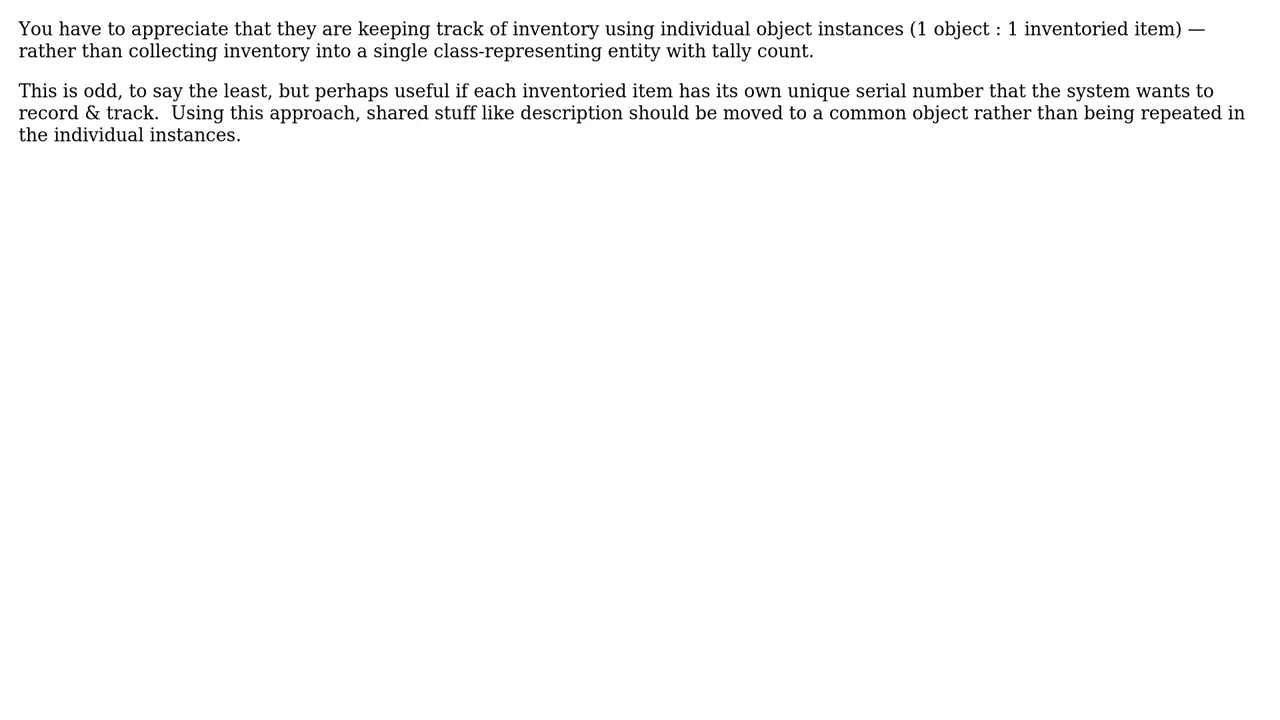 You have to appreciate that they are keeping track of inventory using individual object instances (1 object : 1 inventoried item) —
rather than collecting inventory into a single class-representing entity with tally count.
This is odd, to say the least, but perhaps useful if each inventoried item has its own unique serial number that the system wants to
record & track.  Using this approach, shared stuff like description should be moved to a common object rather than being repeated in
the individual instances.